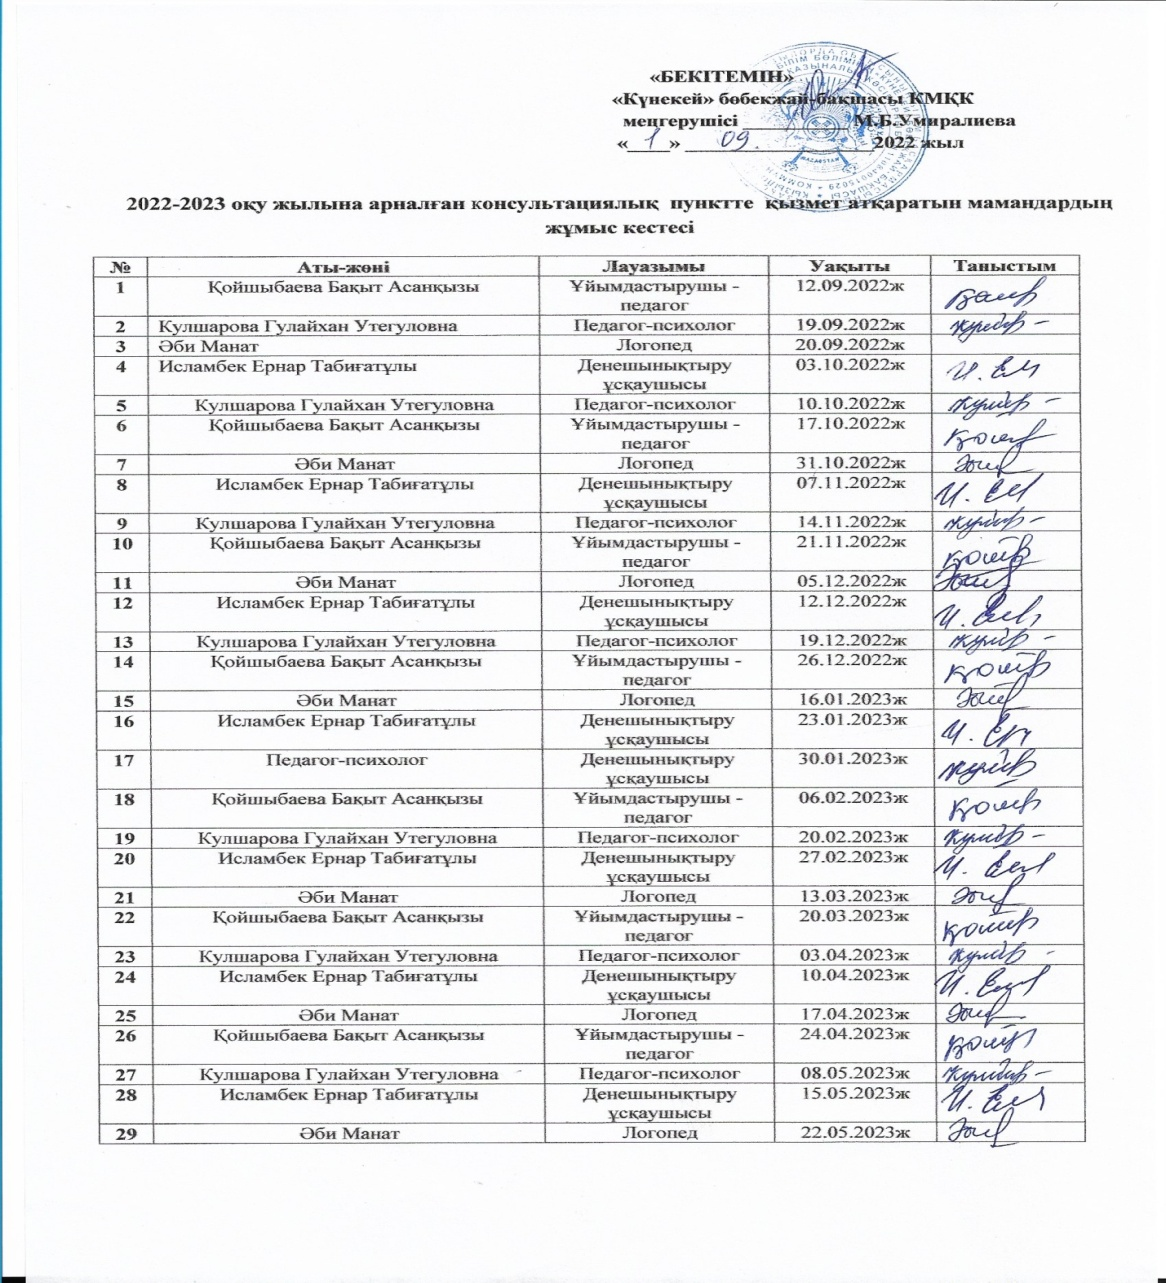 «БЕКІТЕМІН»
«Күнекей» бөбекжай-бақшасы КМҚК
меңгерушісі ____________ М.Б.Умиралиева
«__1__» ____09.____ 2022 жыл
2022-2023 оқу жылына арналған консультациялық пунктте қызмет атқаратын мамандардың
жұмыс кестесі
№ Аты-жөні Лауазымы Уақыты Таныстым
1 Қойшыбаева Бақыт Асанқызы Ұйымдастырушы - 12.09.2022ж
педагог
2 Кулшарова Гулайхан Утегуловна Педагог-психолог 19.09.2022ж
3 Әби Манат Логопед 20.09.2022ж
4 Исламбек Ернар Табиғатұлы Денешынықтыру 03.10.2022ж
ұсқаушысы
5 Кулшарова Гулайхан Утегуловна Педагог-психолог 10.10.2022ж
6 Қойшыбаева Бақыт Асанқызы Ұйымдастырушы - 17.10.2022ж
педагог
7 Әби Манат Логопед 31.10.2022ж
8 Исламбек Ернар Табиғатұлы Денешынықтыру 07.11.2022ж
ұсқаушысы
9 Кулшарова Гулайхан Утегуловна Педагог-психолог 14.11.2022ж
10 Қойшыбаева Бақыт Асанқызы Ұйымдастырушы - 21.11.2022ж
педагог
11 Әби Манат Логопед 05.12.2022ж
12 Исламбек Ернар Табиғатұлы Денешынықтыру 12.12.2022ж
ұсқаушысы
13 Кулшарова Гулайхан Утегуловна Педагог-психолог 19.12.2022ж
14 Қойшыбаева Бақыт Асанқызы Ұйымдастырушы - 26.12.2022ж
педагог
15 Әби Манат Логопед 16.01.2023ж
16 Исламбек Ернар Табиғатұлы Денешынықтыру 23.01.2023ж
ұсқаушысы
17 Педагог-психолог Денешынықтыру 30.01.2023ж
ұсқаушысы
18 Қойшыбаева Бақыт Асанқызы Ұйымдастырушы - 06.02.2023ж
педагог
19 Кулшарова Гулайхан Утегуловна Педагог-психолог 20.02.2023ж
20 Исламбек Ернар Табиғатұлы Денешынықтыру 27.02.2023ж
ұсқаушысы
21 Әби Манат Логопед 13.03.2023ж
22 Қойшыбаева Бақыт Асанқызы Ұйымдастырушы - 20.03.2023ж
педагог
23 Кулшарова Гулайхан Утегуловна Педагог-психолог 03.04.2023ж
24 Исламбек Ернар Табиғатұлы Денешынықтыру 10.04.2023ж
ұсқаушысы
25 Әби Манат Логопед 17.04.2023ж
26 Қойшыбаева Бақыт Асанқызы Ұйымдастырушы - 24.04.2023ж
педагог
27 Кулшарова Гулайхан Утегуловна Педагог-психолог 08.05.2023ж
28 Исламбек Ернар Табиғатұлы Денешынықтыру 15.05.2023ж
ұсқаушысы
29 Әби Манат Логопед 22.05.2023ж